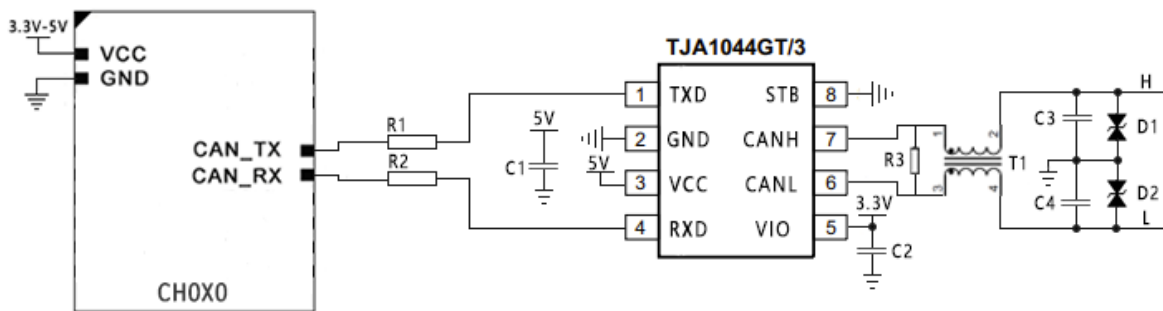 3.3V-5V
VCC
GND
CAN_TX
CAN_RX
CH0X0
R1
R2
5V
C1
5V
TJA1044GT/3
1 TXD STB 8
2 GND CANH 7
3 VCC CANL 6
4 RXD VIO 5
3.3V
C2
R3
1
2
3
4
T1
C3
C4
H
D1
D2
L